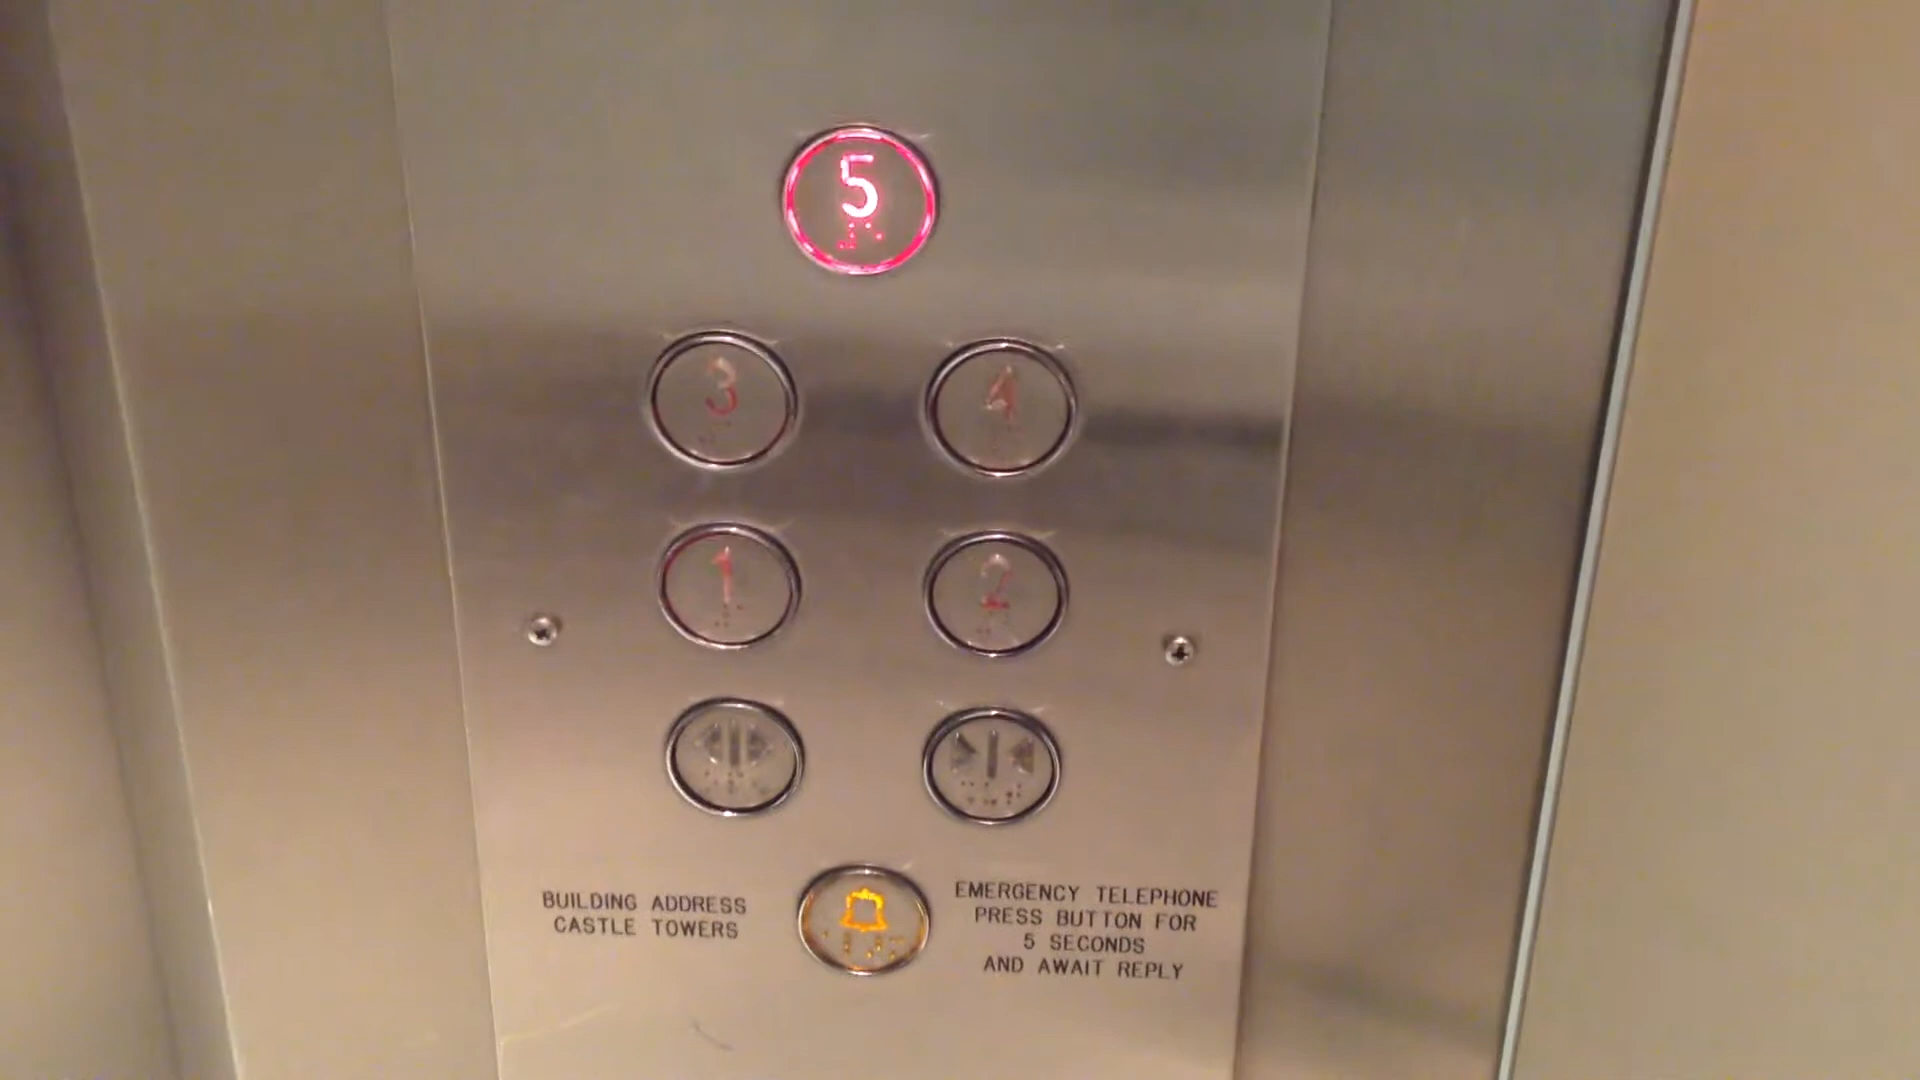 5
3 4
1 2
BUILDING ADDRESS
CASTLE TOWERS
EMERGENCY TELEPHONE
PRESS BUTTON FOR
5 SECONDS
AND AWAIT REPLY